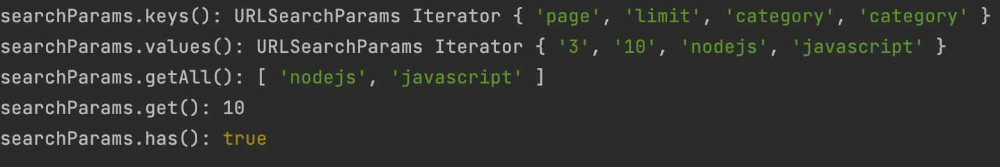 searchParams.keys(): URLSearchParams Iterator { 'page', 'limit', 'category', 'category' }
searchParams.values(): URLSearchParams Iterator { '3', '10', 'nodejs', 'javascript' }
searchParams.getAll(): [ 'nodejs', 'javascript' ]
searchParams.get(): 10
searchParams.has(): true